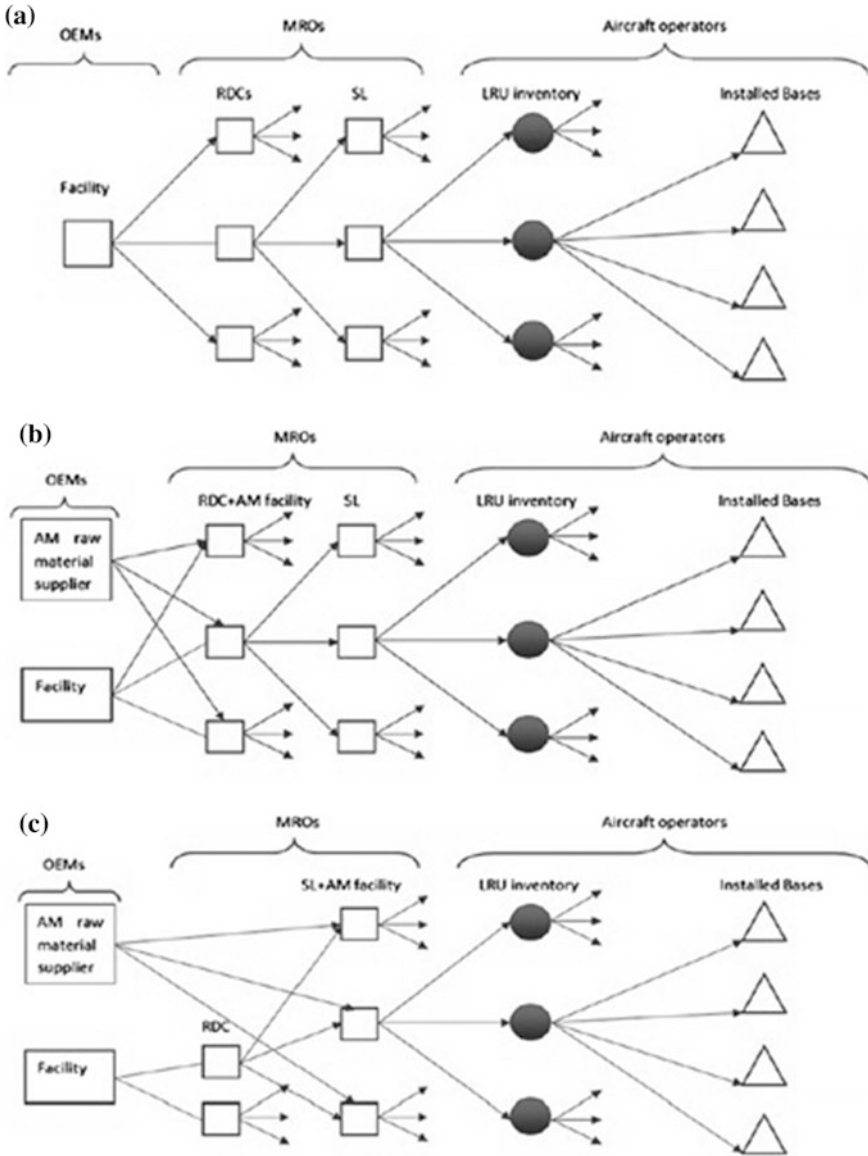 (a)
OEMs
MROs
Aircraft operators
RDCs
SL
LRU inventory
Installed Bases
Facility
(b)
MROs
Aircraft operators
OEMs
RDC+AM facility
SL
LRU inventory
Installed Bases
AM raw
material
supplier
Facility
(c)
MROs
Aircraft operators
OEMs
SL+AM facility
LRU inventory
Installed Bases
AM raw
material
supplier
RDC
Facility